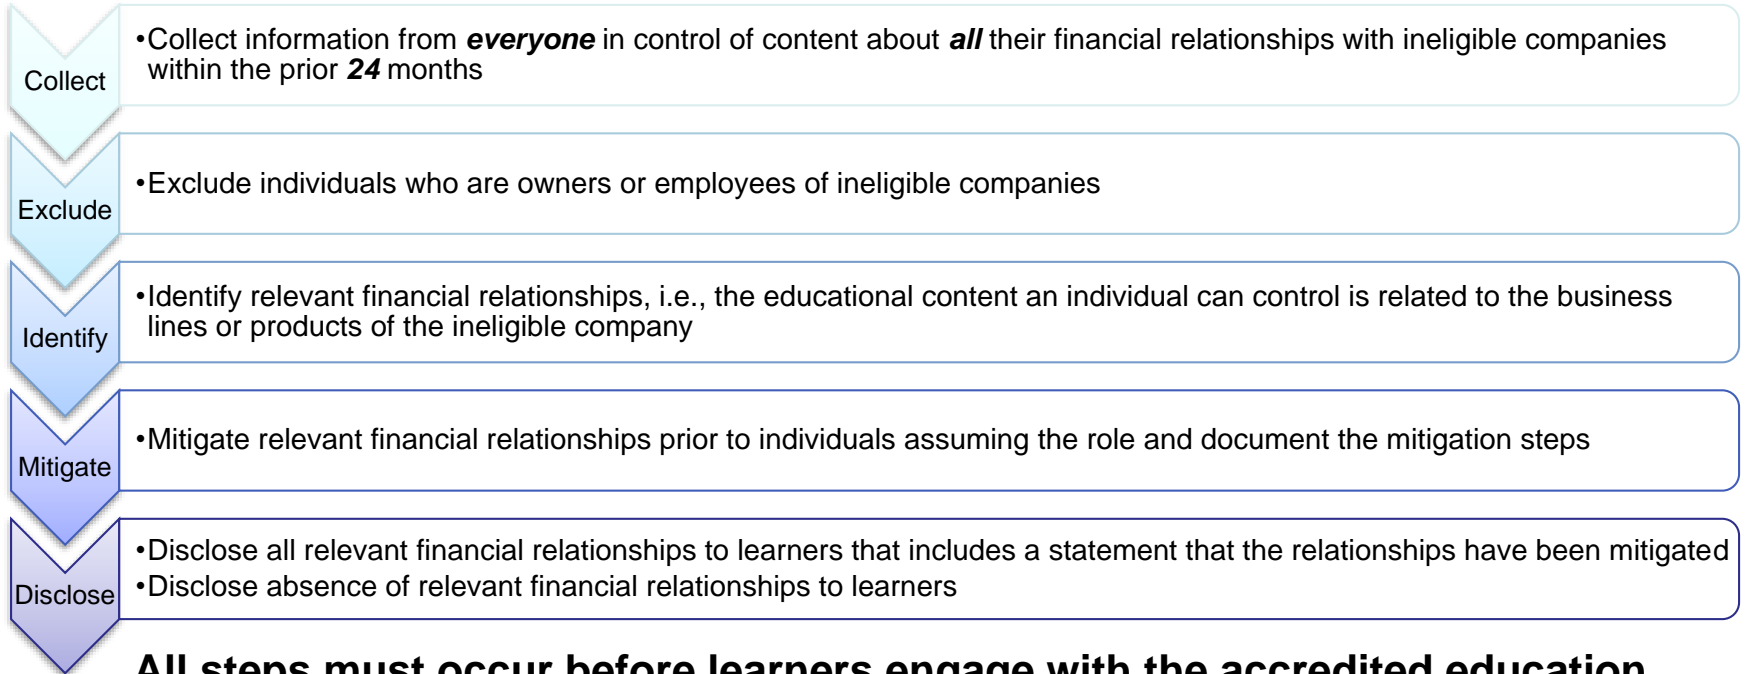 Collect
•Collect information from everyone in control of content about all their financial relationships with ineligible companies
within the prior 24 months
Exclude
•Exclude individuals who are owners or employees of ineligible companies
Identify
•Identify relevant financial relationships, i.e., the educational content an individual can control is related to the business
lines or products of the ineligible company
Mitigate
•Mitigate relevant financial relationships prior to individuals assuming the role and document the mitigation steps
Disclose
•Disclose all relevant financial relationships to learners that includes a statement that the relationships have been mitigated
•Disclose absence of relevant financial relationships to learners
All steps must occur before learners engage with the accredited education